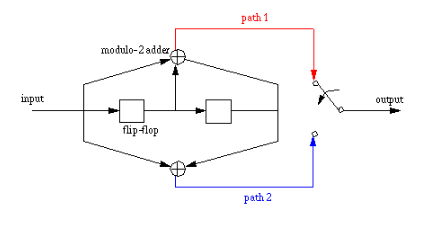 path 1
modulo-2 adder
input
output
flip-flop
path 2